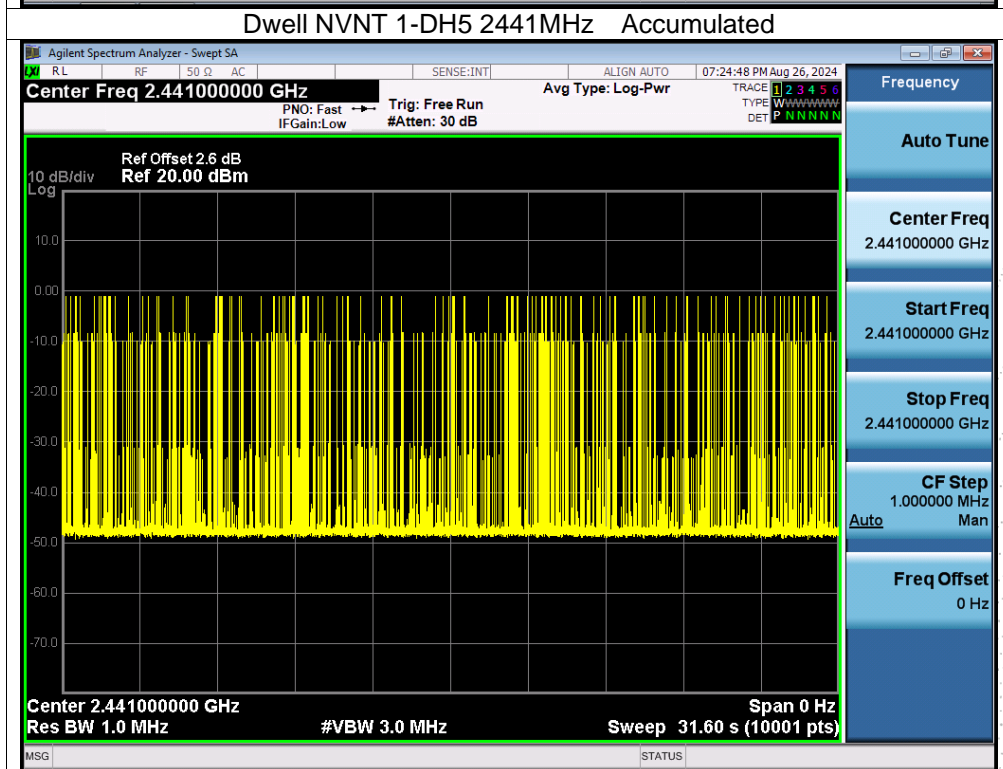 Dwell NVNT 1-DH5 2441MHz Accumulated
Agilent Spectrum Analyzer - Swept SA
LXI RL RF 50 Ω AC SENSE:INT ALIGN AUTO 07:24:48 PM Aug 26, 2024
Center Freq 2.441000000 GHz
PNO: Fast
IFGain:Low
Trig: Free Run
#Atten: 30 dB
Avg Type: Log-Pwr
TRACE 1 2 3 4 5 6
TYPE WWWWWW
DET P N N N N N
Ref Offset 2.6 dB
10 dB/div Ref 20.00 dBm
Log
10.0
0.00
-10.0
-20.0
-30.0
-40.0
-50.0
-60.0
-70.0
Center 2.441000000 GHz Span 0 Hz
Res BW 1.0 MHz #VBW 3.0 MHz Sweep 31.60 s (10001 pts)
MSG STATUS
Frequency
Auto Tune
Center Freq
2.441000000 GHz
Start Freq
2.441000000 GHz
Stop Freq
2.441000000 GHz
CF Step
1.000000 MHz
Auto Man
Freq Offset
0 Hz